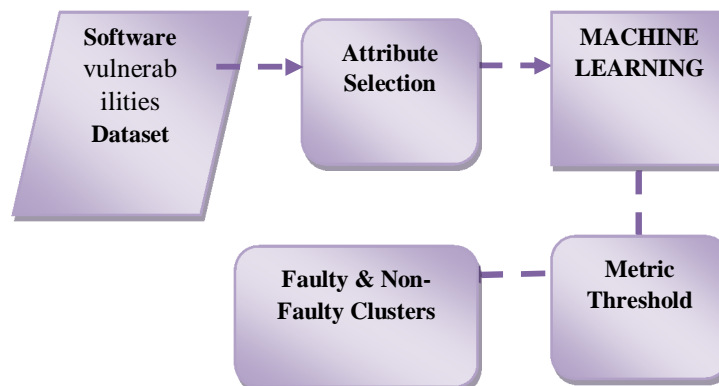 Software
vulnerab
ilities
Dataset
Attribute
Selection
MACHINE
LEARNING
Metric
Threshold
Faulty & Non-
Faulty Clusters